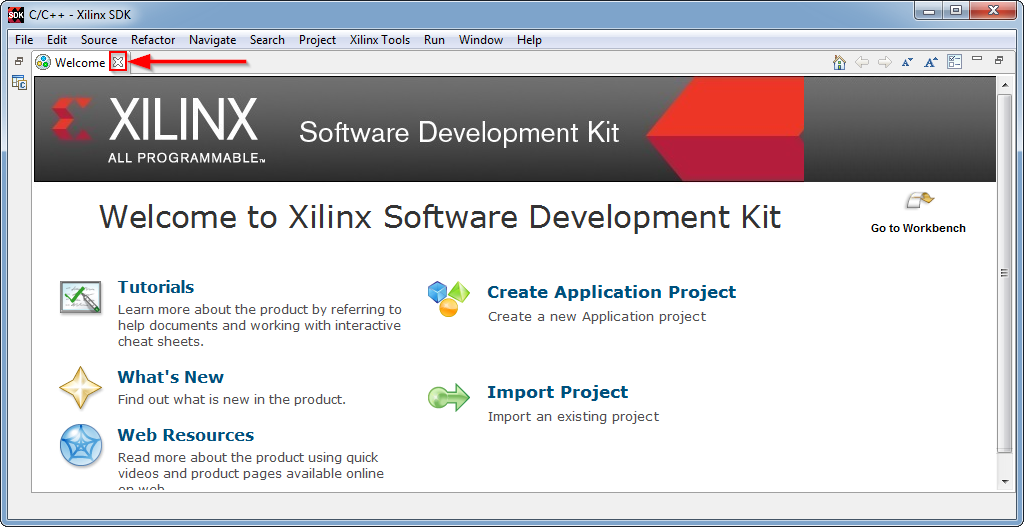 SDK C/C++ - Xilinx SDK
File Edit Source Refactor Navigate Search Project Xilinx Tools Run Window Help
Welcome
XILINX
ALL PROGRAMMABLE™
Software Development Kit
Welcome to Xilinx Software Development Kit
Go to Workbench
Tutorials
Learn more about the product by referring to
help documents and working with interactive
cheat sheets.
What's New
Find out what is new in the product.
Web Resources
Read more about the product using quick
videos and product pages available online
on web
Create Application Project
Create a new Application project
Import Project
Import an existing project